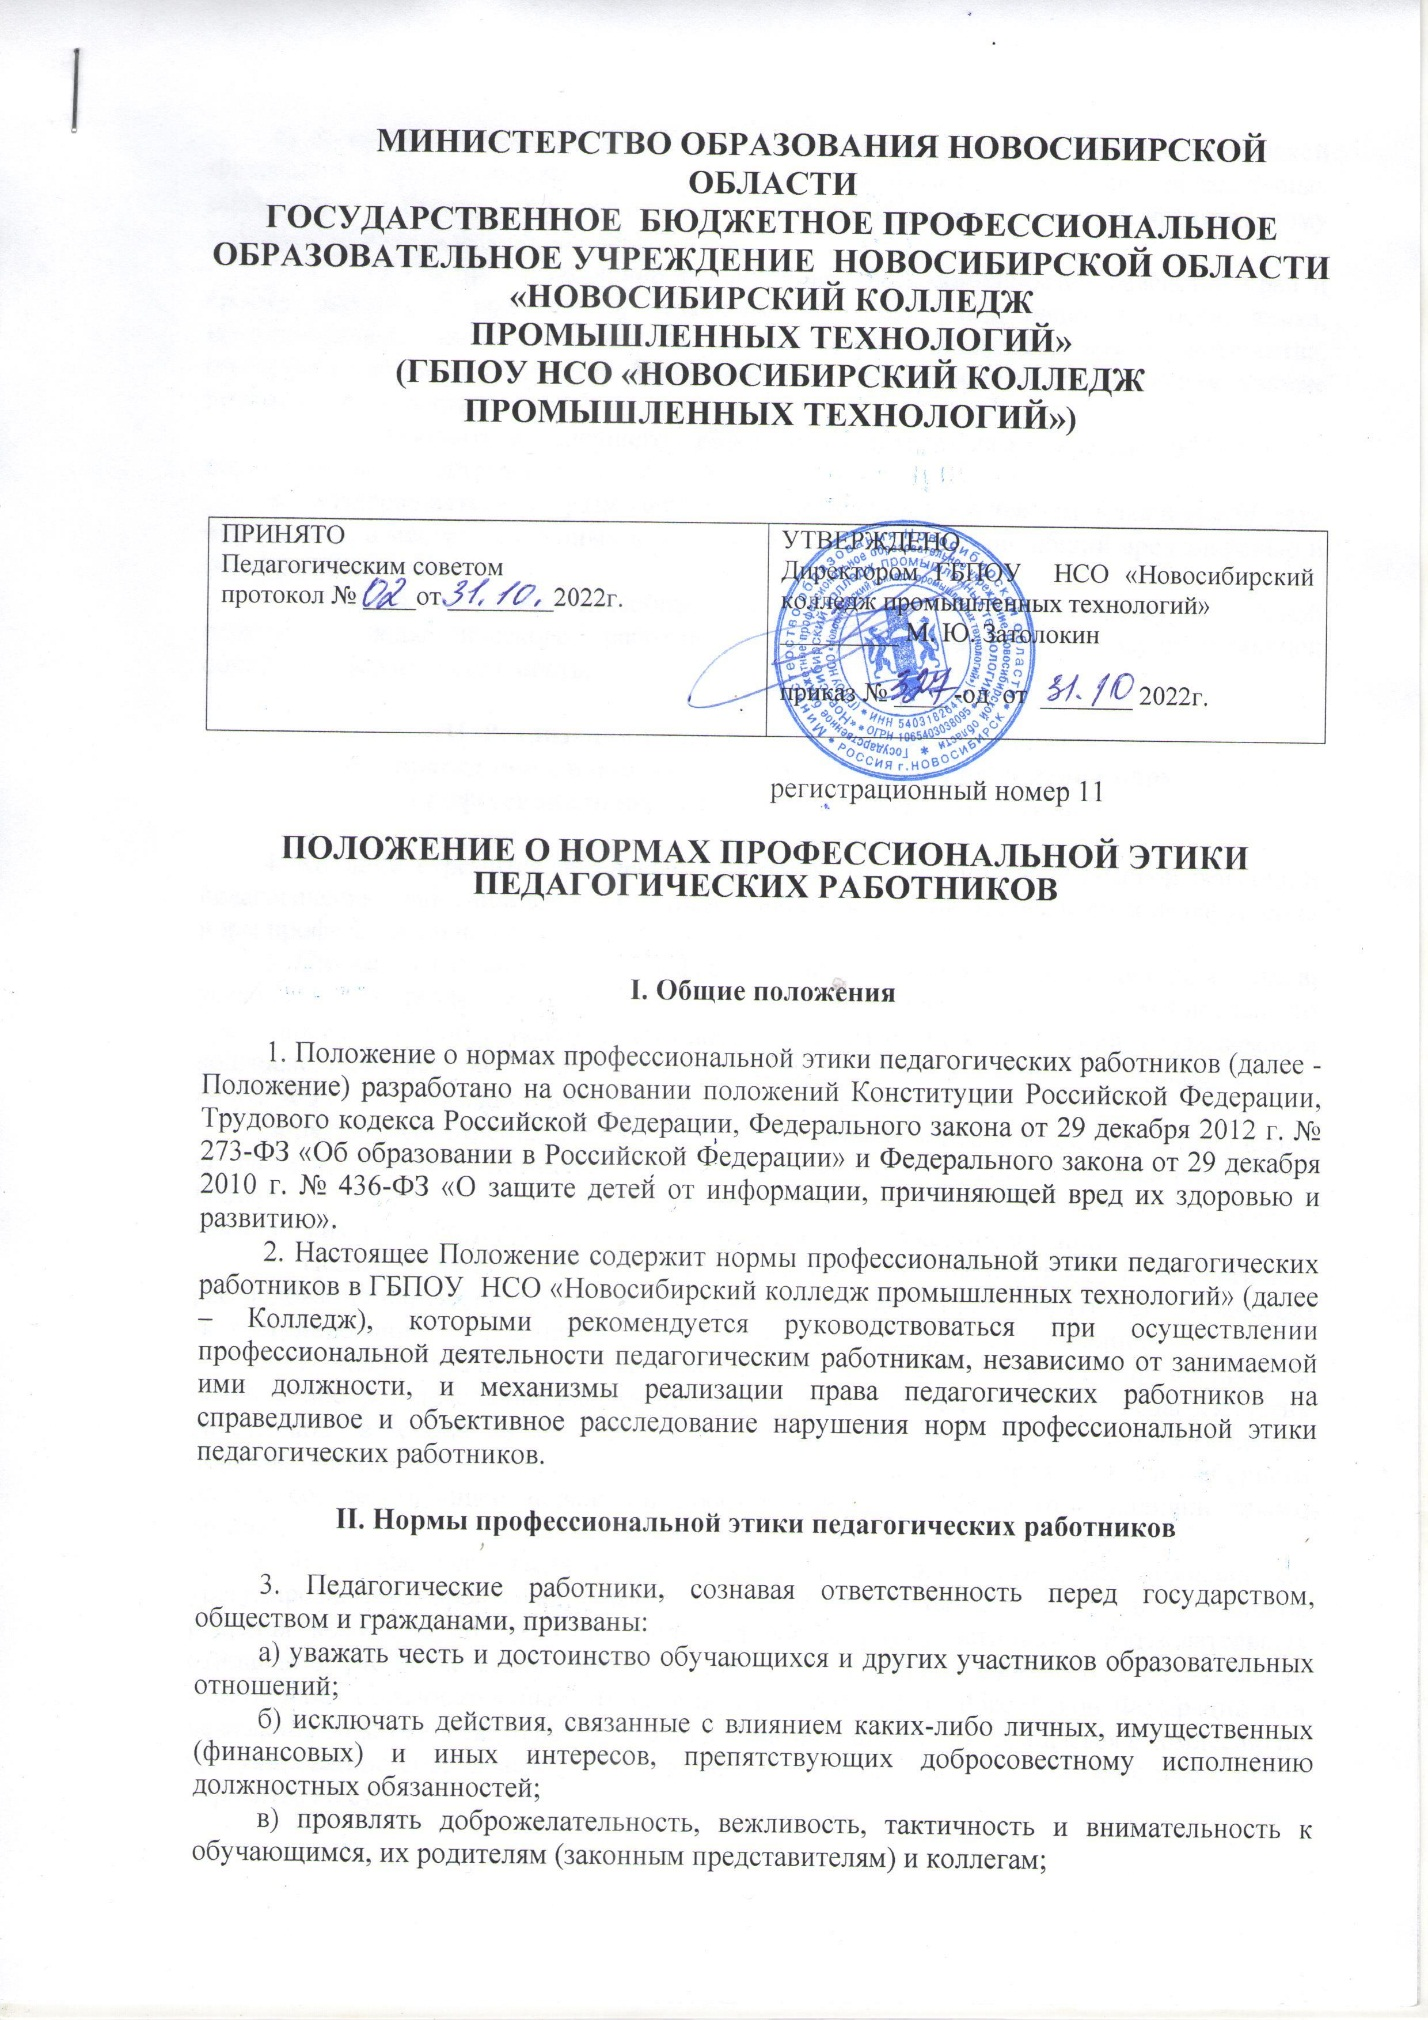 МИНИСТЕРСТВО ОБРАЗОВАНИЯ НОВОСИБИРСКОЙ
ОБЛАСТИ
ГОСУДАРСТВЕННОЕ БЮДЖЕТНОЕ ПРОФЕССИОНАЛЬНОЕ
ОБРАЗОВАТЕЛЬНОЕ УЧРЕЖДЕНИЕ НОВОСИБИРСКОЙ ОБЛАСТИ
«НОВОСИБИРСКИЙ КОЛЛЕДЖ
ПРОМЫШЛЕННЫХ ТЕХНОЛОГИЙ»
(ГБПОУ НСО «НОВОСИБИРСКИЙ КОЛЛЕДЖ
ПРОМЫШЛЕННЫХ ТЕХНОЛОГИЙ»)
ПРИНЯТО
Педагогическим советом
протокол № 02 от 31.10. 2022г.
УТВЕРЖДЕНО
Директором ГБПОУ НСО «Новосибирский
колледж промышленных технологий»
_________ М. Ю. Затолокин
приказ № 327 -од от 31.10 2022г.
Министерство образования Новосибирской области * РОССИЯ г.НОВОСИБИРСК *
ОГРН 1065403038095
регистрационный номер 11
ПОЛОЖЕНИЕ О НОРМАХ ПРОФЕССИОНАЛЬНОЙ ЭТИКИ
ПЕДАГОГИЧЕСКИХ РАБОТНИКОВ
I. Общие положения
1. Положение о нормах профессиональной этики педагогических работников (далее -
Положение) разработано на основании положений Конституции Российской Федерации,
Трудового кодекса Российской Федерации, Федерального закона от 29 декабря 2012 г. №
273-ФЗ «Об образовании в Российской Федерации» и Федерального закона от 29 декабря
2010 г. № 436-ФЗ «О защите детей от информации, причиняющей вред их здоровью и
развитию».
2. Настоящее Положение содержит нормы профессиональной этики педагогических
работников в ГБПОУ НСО «Новосибирский колледж промышленных технологий» (далее
– Колледж), которыми рекомендуется руководствоваться при осуществлении
профессиональной деятельности педагогическим работникам, независимо от занимаемой
ими должности, и механизмы реализации права педагогических работников на
справедливое и объективное расследование нарушения норм профессиональной этики
педагогических работников.
II. Нормы профессиональной этики педагогических работников
3. Педагогические работники, сознавая ответственность перед государством,
обществом и гражданами, призваны:
а) уважать честь и достоинство обучающихся и других участников образовательных
отношений;
б) исключать действия, связанные с влиянием каких-либо личных, имущественных
(финансовых) и иных интересов, препятствующих добросовестному исполнению
должностных обязанностей;
в) проявлять доброжелательность, вежливость, тактичность и внимательность к
обучающимся, их родителям (законным представителям) и коллегам;